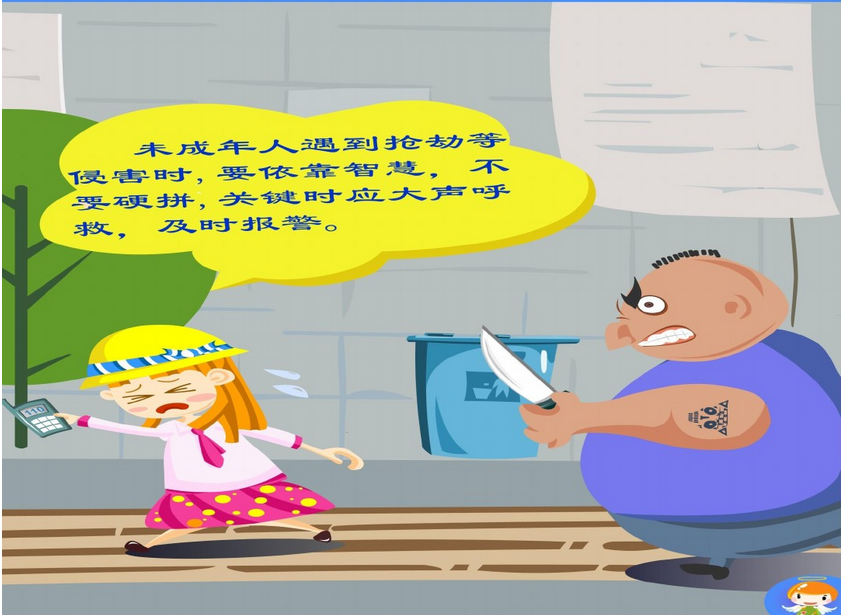 未成年人遇到抢劫等
侵害时，要依靠智慧，不
要硬拼，关键时应大声呼
救，及时报警。
110